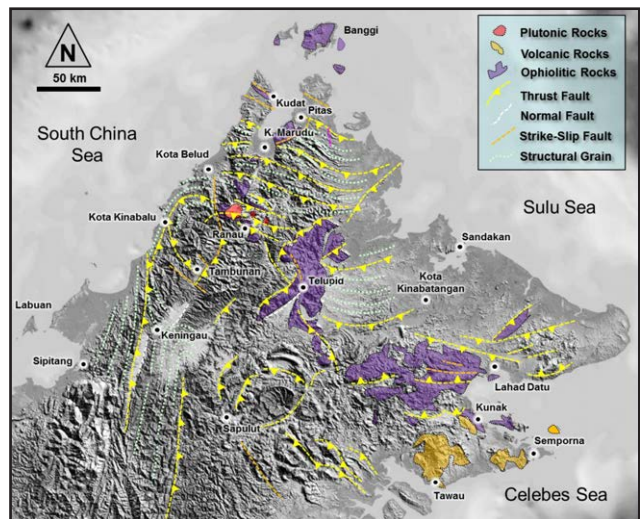 N
50 km
South China
Sea
Banggi
Kudat
Pitas
K. Marudu
Kota Belud
Kota Kinabalu
Ranau
Tambunan
Telupid
Sandakan
Kota
Kinabatangan
Sulu Sea
Labuan
Keningau
Sipitang
Lahad Datu
Kunak
Sapulut
Semporna
Tawau
Celebes Sea
Plutonic Rocks
Volcanic Rocks
Ophiolitic Rocks
Thrust Fault
Normal Fault
Strike-Slip Fault
Structural Grain